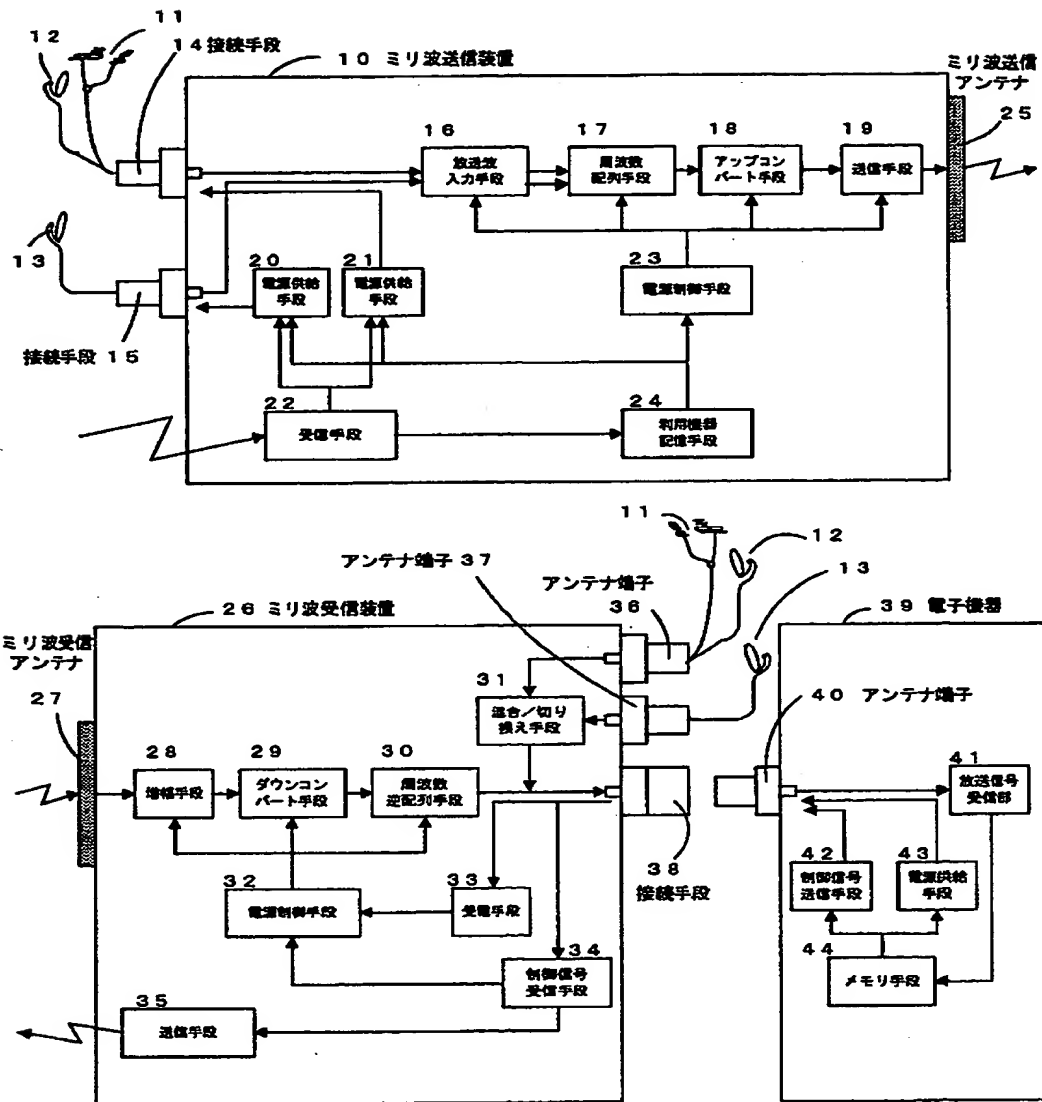 11
12
14 接続手段
10 ミリ波送信装置
ミリ波送信
アンテナ
25
16
放送波
入力手段
17
周波数
配列手段
18
アップコン
バート手段
19
送信手段
13
20
電源供給
手段
21
電源供給
手段
23
電源制御手段
接続手段 15
22
受信手段
24
利用機器
記信手段
11
12
アンテナ端子 37
アンテナ端子
36
13
26 ミリ波受信装置
39 電子機器
ミリ波受信
アンテナ
27
31
混合/切り
換え手段
40 アンテナ端子
28
増幅手段
29
ダウンコン
バート手段
30
周波数
逆配列手段
41
放送信号
受信部
38
接続手段
42
制御信号
送信手段
43
電源供給
手段
32
電源制御手段
33
受電手段
34
制御信号
受信手段
44
メモリ手段
35
送信手段